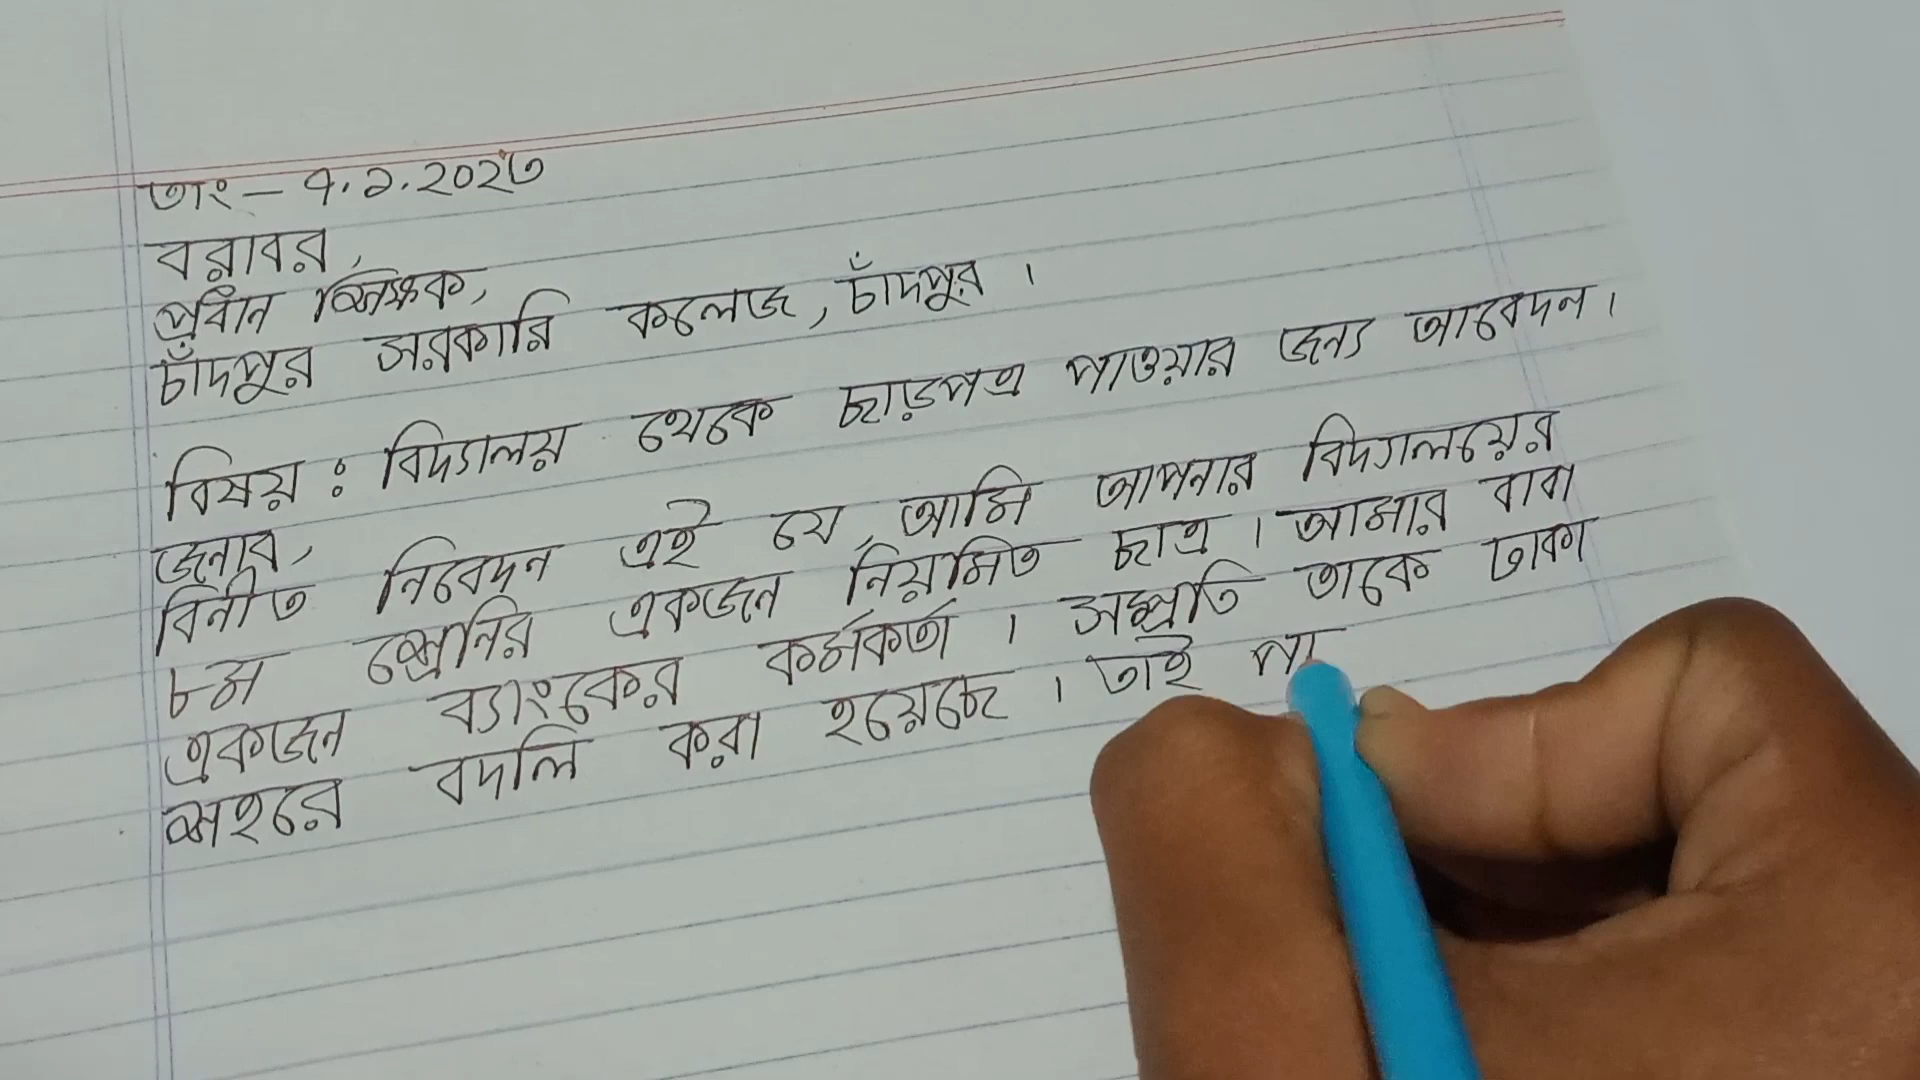 তাং – ৭.১.২০২৩
বরাবর,
প্রধান শিক্ষক,
চাঁদপুর সরকারি কলেজ, চাঁদপুর ।
বিষয় : বিদ্যালয় থেকে ছাড়পত্র পাওয়ার জন্য আবেদন ।
জনাব,
বিনীত নিবেদন এই যে, আমি আপনার বিদ্যালয়ের
৮ম শ্রেনির একজন নিয়মিত ছাত্র । আমার বাবা
একজন ব্যাংকের কর্মকর্তা । সম্প্রতি তাকে ঢাকা
শহরে বদলি করা হয়েছে । তাই পা